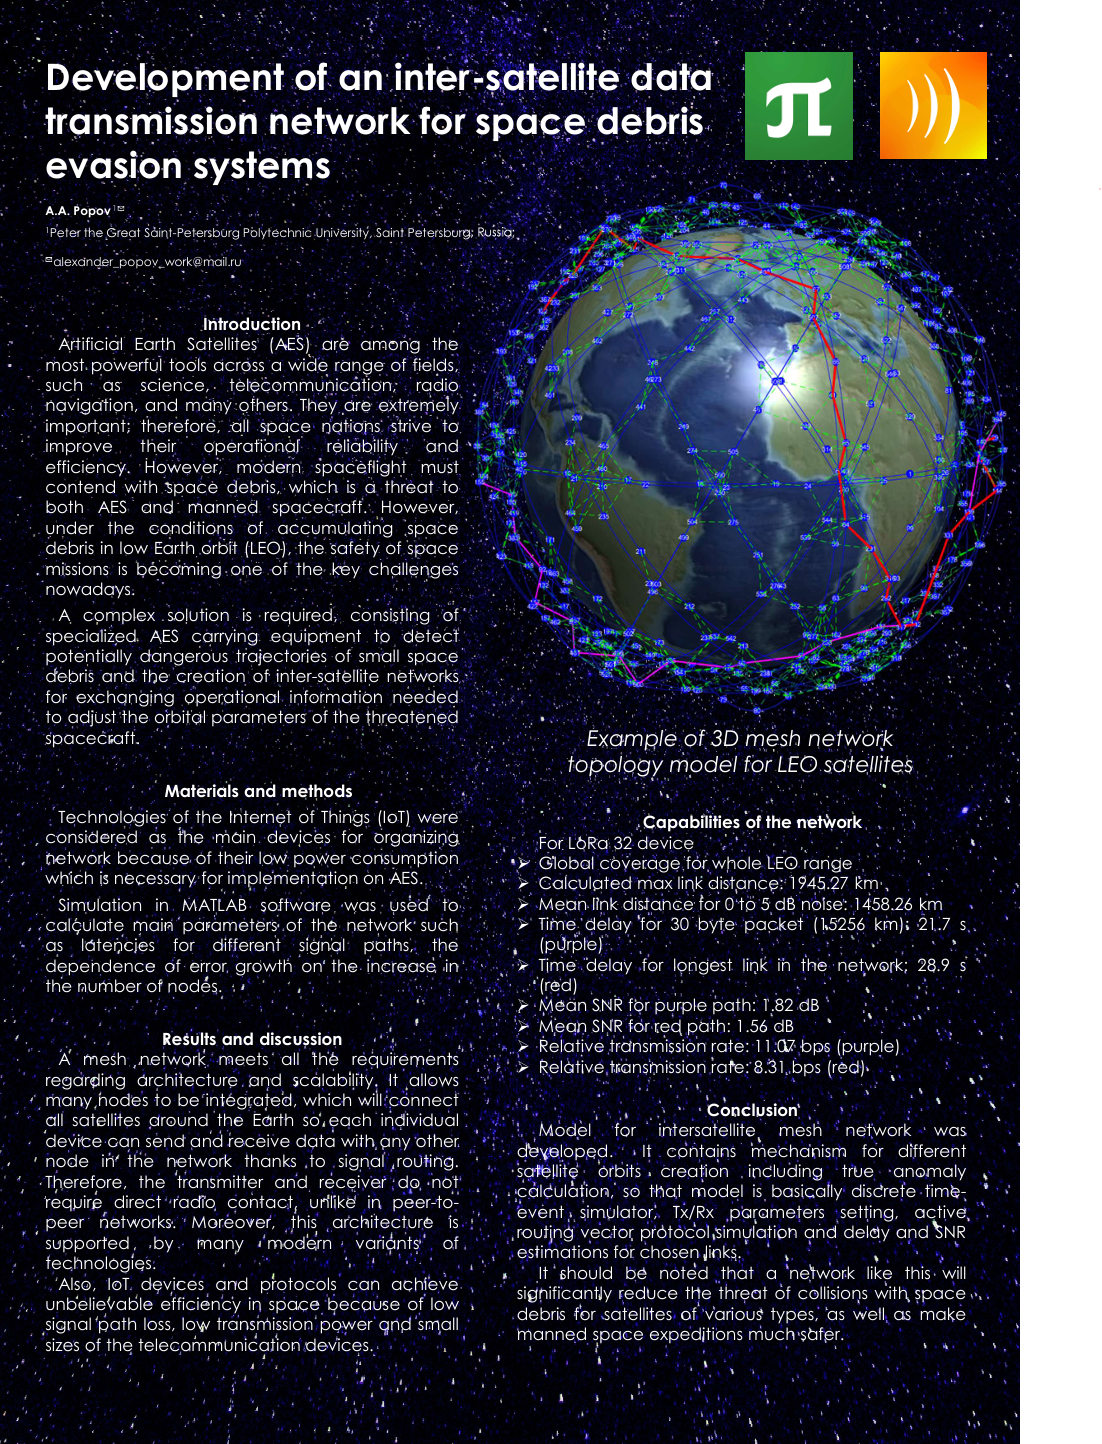 Development of an inter-satellite data
transmission network for space debris
evasion systems
A.A. Popov 1✉
1Peter the Great Saint-Petersburg Polytechnic University, Saint Petersburg, Russia;
✉alexander_popov_work@mail.ru
Introduction
Artificial Earth Satellites (AES) are among the
most powerful tools across a wide range of fields,
such as science, telecommunication, radio
navigation, and many others. They are extremely
important; therefore, all space nations strive to
improve their operational reliability and
efficiency. However, modern spaceflight must
contend with space debris, which is a threat to
both AES and manned spacecraft. However,
under the conditions of accumulating space
debris in low Earth orbit (LEO), the safety of space
missions is becoming one of the key challenges
nowadays.
A complex solution is required, consisting of
specialized AES carrying equipment to detect
potentially dangerous trajectories of small space
debris and the creation of inter-satellite networks
for exchanging operational information needed
to adjust the orbital parameters of the threatened
spacecraft.
Materials and methods
Technologies of the Internet of Things (IoT) were
considered as the main devices for organizing
network because of their low power consumption
which is necessary for implementation on AES.
Simulation in MATLAB software was used to
calculate main parameters of the network such
as latencies for different signal paths, the
dependence of error growth on the increase in
the number of nodes.
Results and discussion
A mesh network meets all the requirements
regarding architecture and scalability. It allows
many nodes to be integrated, which will connect
all satellites around the Earth so each individual
device can send and receive data with any other
node in the network thanks to signal routing.
Therefore, the transmitter and receiver do not
require direct radio contact, unlike in peer-to-
peer networks. Moreover, this architecture is
supported by many modern variants of
technologies.
Also, IoT devices and protocols can achieve
unbelievable efficiency in space because of low
signal path loss, low transmission power and small
sizes of the telecommunication devices.
Example of 3D mesh network
topology model for LEO satellites
Capabilities of the network
For LoRa 32 device
➢ Global coverage for whole LEO range
➢ Calculated max link distance: 1945.27 km
➢ Mean link distance for 0 to 5 dB noise: 1458.26 km
➢ Time delay for 30 byte packet (15256 km): 21.7 s
(purple)
➢ Time delay for longest link in the network: 28.9 s
(red)
➢ Mean SNR for purple path: 1.82 dB
➢ Mean SNR for red path: 1.56 dB
➢ Relative transmission rate: 11.07 bps (purple)
➢ Relative transmission rate: 8.31 bps (red)
Conclusion
Model for intersatellite mesh network was
developed. It contains mechanism for different
satellite orbits creation including true anomaly
calculation, so that model is basically discrete time-
event simulator, Tx/Rx parameters setting, active
routing vector protocol simulation and delay and SNR
estimations for chosen links.
It should be noted that a network like this will
significantly reduce the threat of collisions with space
debris for satellites of various types, as well as make
manned space expeditions much safer.